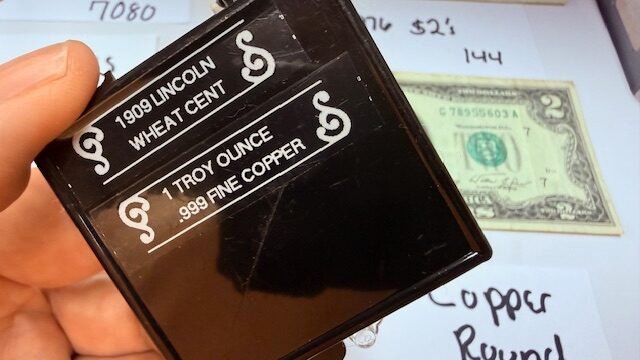 7080
76 $2's
144
1909 LINCOLN
WHEAT CENT
1 TROY OUNCE
.999 FINE COPPER
2
G 78955603 A
7
7
Copper
Round